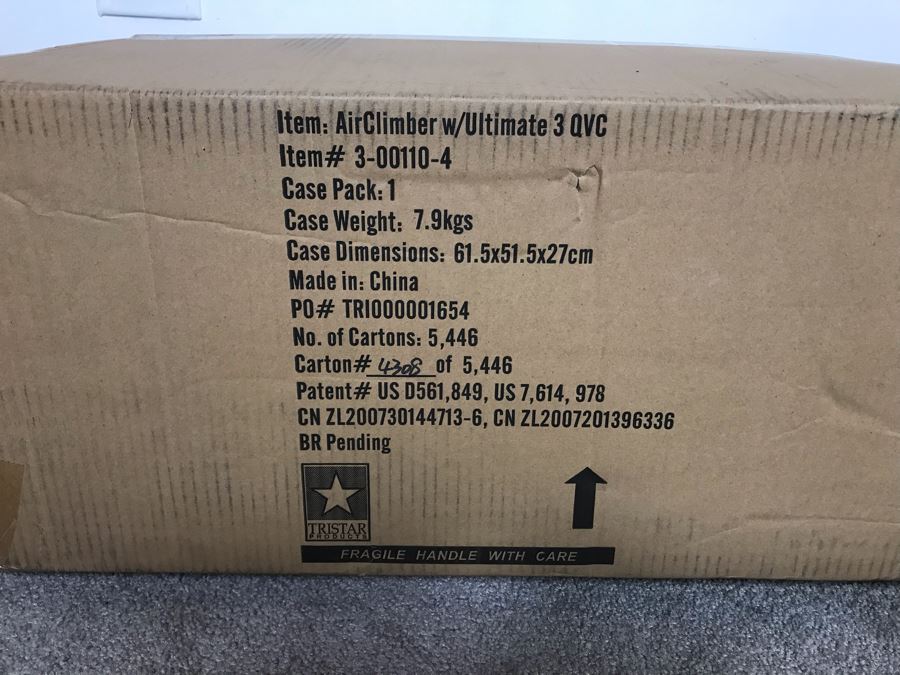 Item: AirClimber w/Ultimate 3 QVC
Item# 3-00110-4
Case Pack: 1
Case Weight: 7.9kgs
Case Dimensions: 61.5x51.5x27cm
Made in: China
PO# TRI000001654
No. of Cartons: 5,446
Carton# 4308 of 5,446
Patent# US D561,849, US 7,614, 978
CN ZL200730144713-6, CN ZL2007201396336
BR Pending
TRISTAR
PRODUCTS
FRAGILE HANDLE WITH CARE